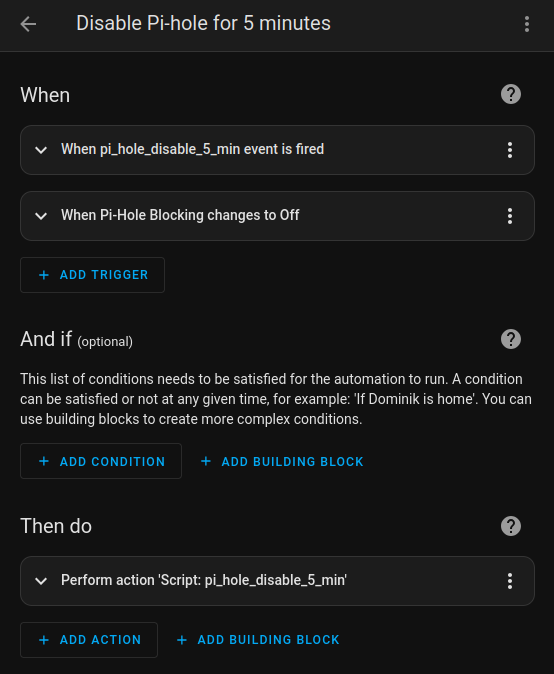 Disable Pi-hole for 5 minutes
When
When pi_hole_disable_5_min event is fired
When Pi-Hole Blocking changes to Off
+ ADD TRIGGER
And if (optional)
This list of conditions needs to be satisfied for the automation to run. A condition
can be satisfied or not at any given time, for example: 'If Dominik is home'. You can
use building blocks to create more complex conditions.
+ ADD CONDITION + ADD BUILDING BLOCK
Then do
Perform action 'Script: pi_hole_disable_5_min'
+ ADD ACTION + ADD BUILDING BLOCK